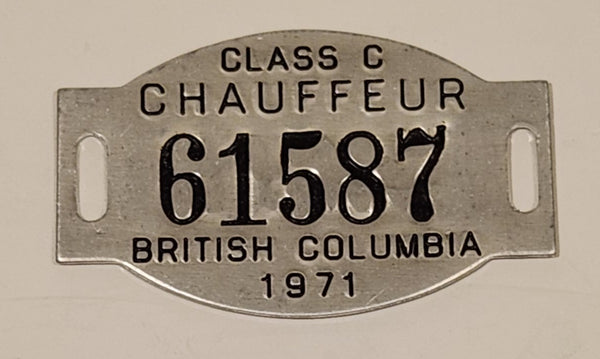 CLASS C
CHAUFFEUR
61587
BRITISH COLUMBIA
1971